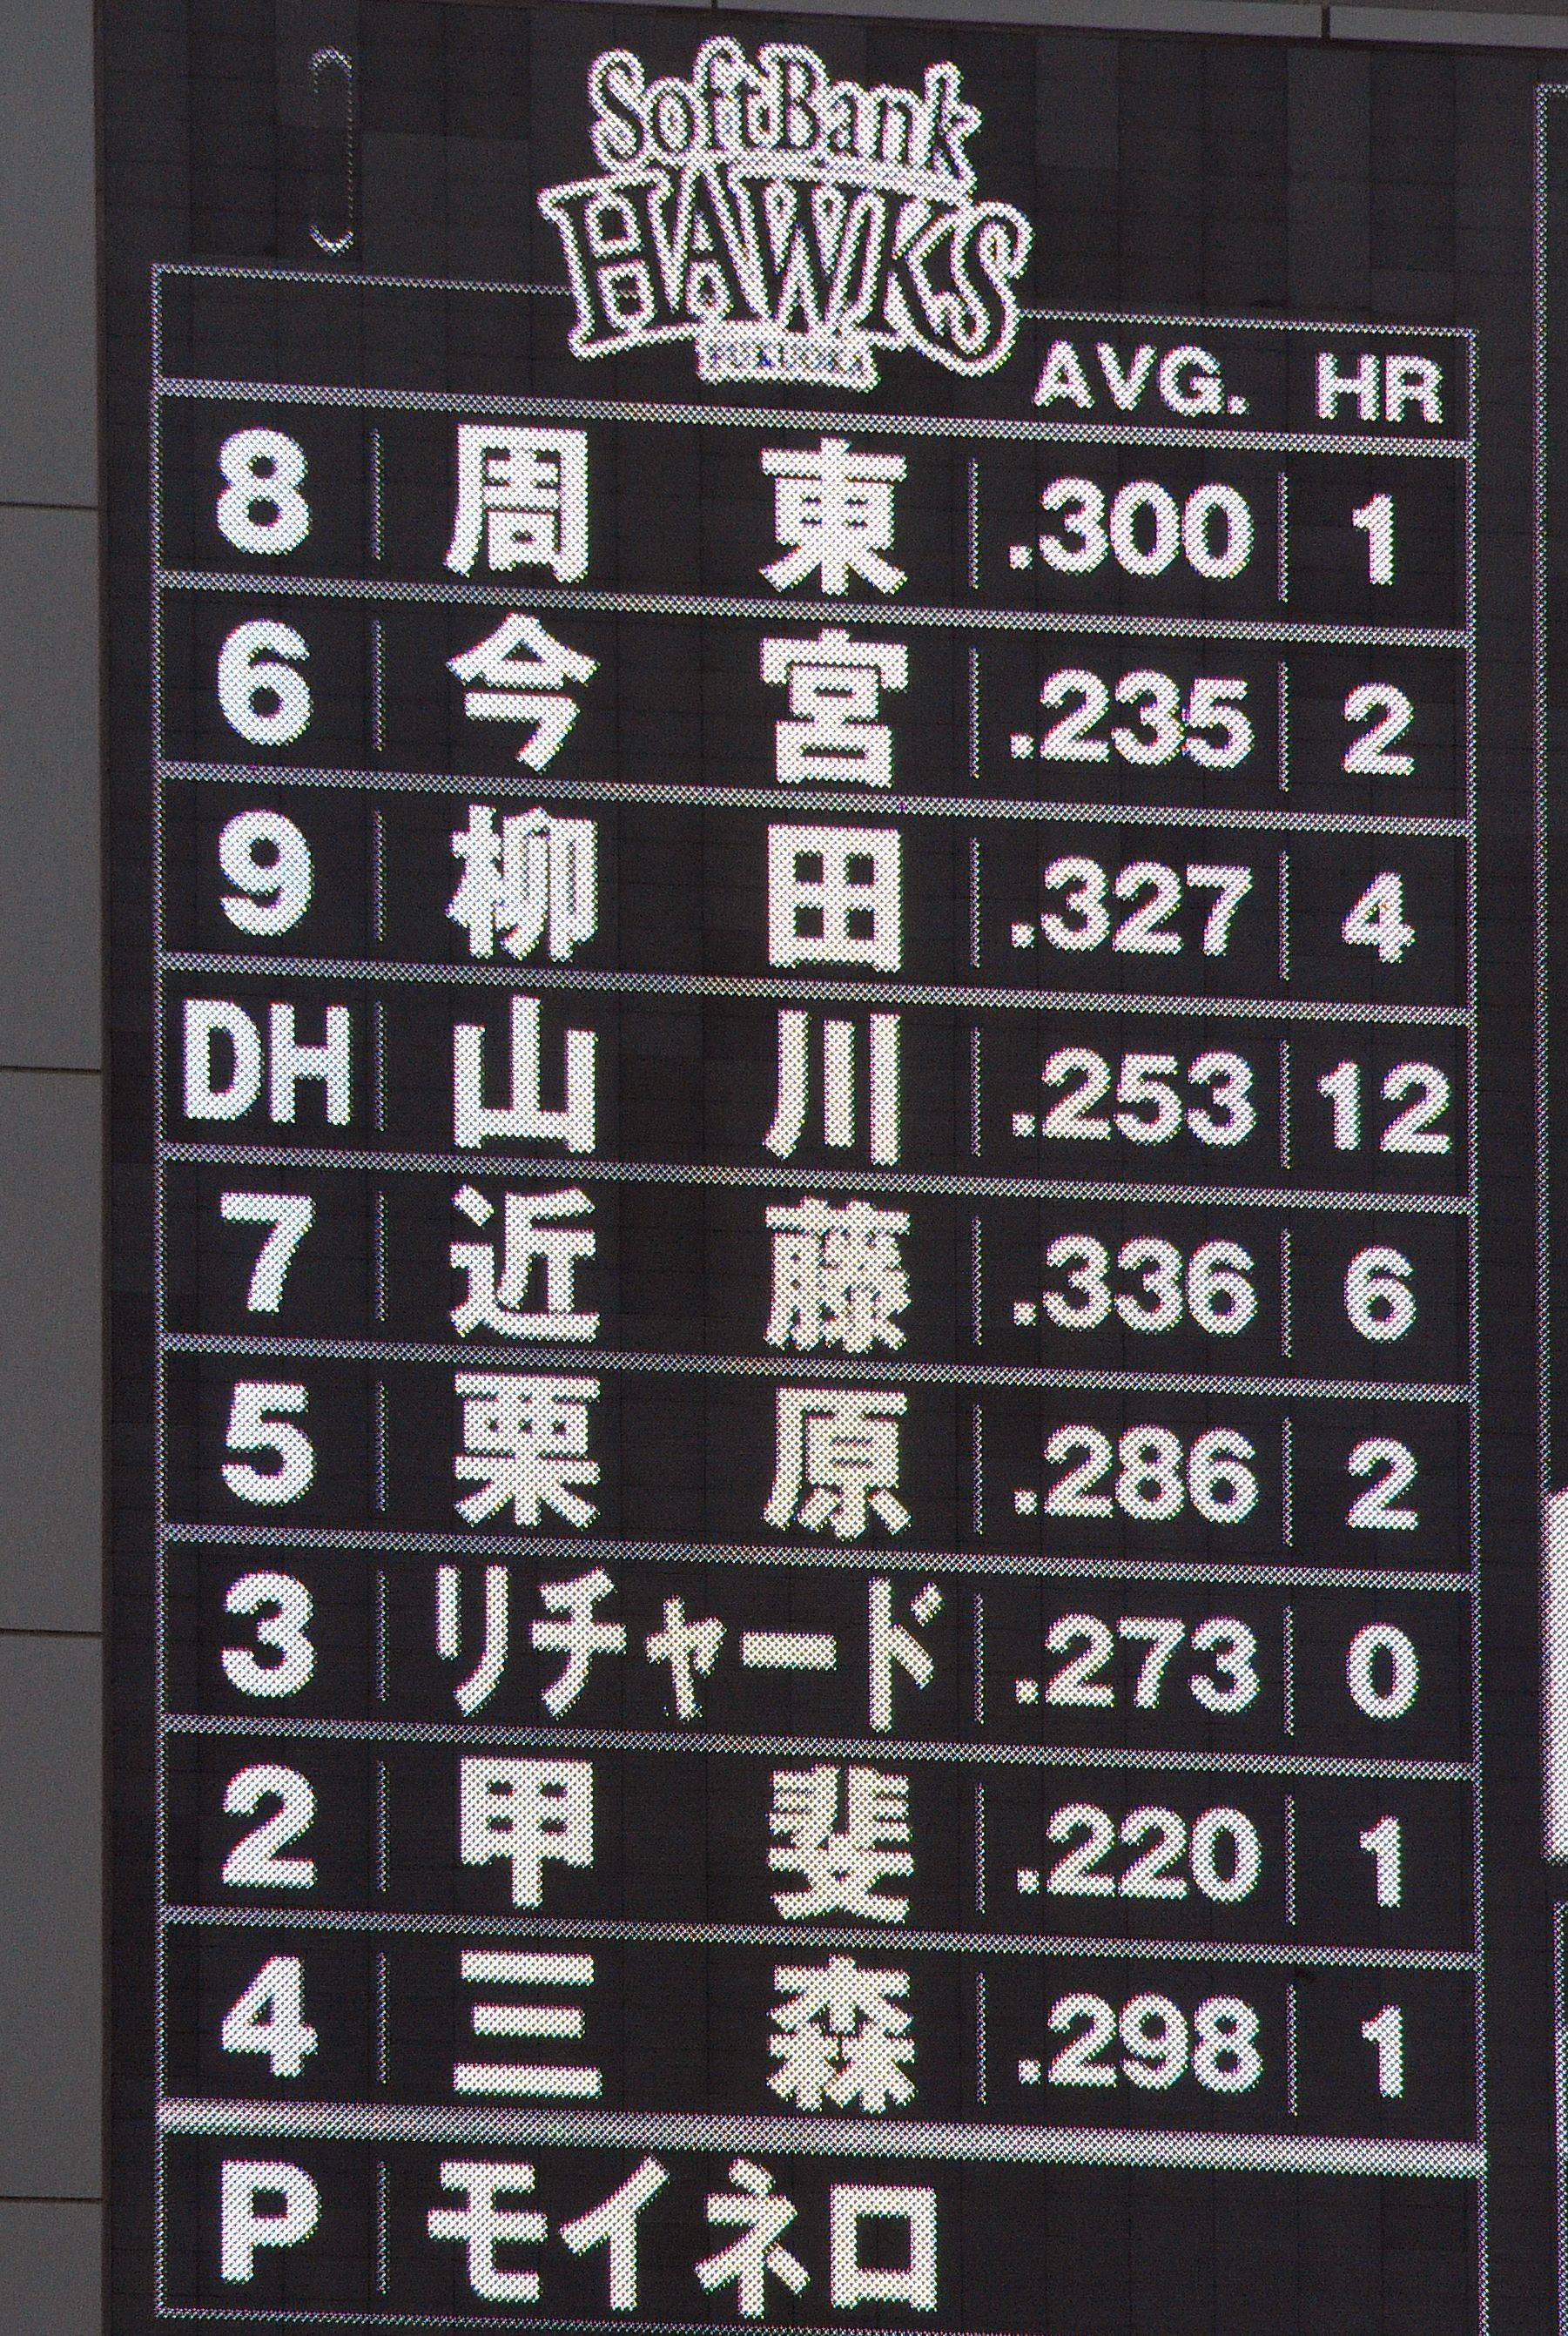 SoftBank
HAWKS
AVG. HR
8 周東 .300 1
6 今宮 .235 2
9 柳田 .327 4
DH 山川 .253 12
7 近藤 .336 6
5 栗原 .286 2
3 リチャード .273 0
2 甲斐 .220 1
4 三森 .298 1
P モイネロ